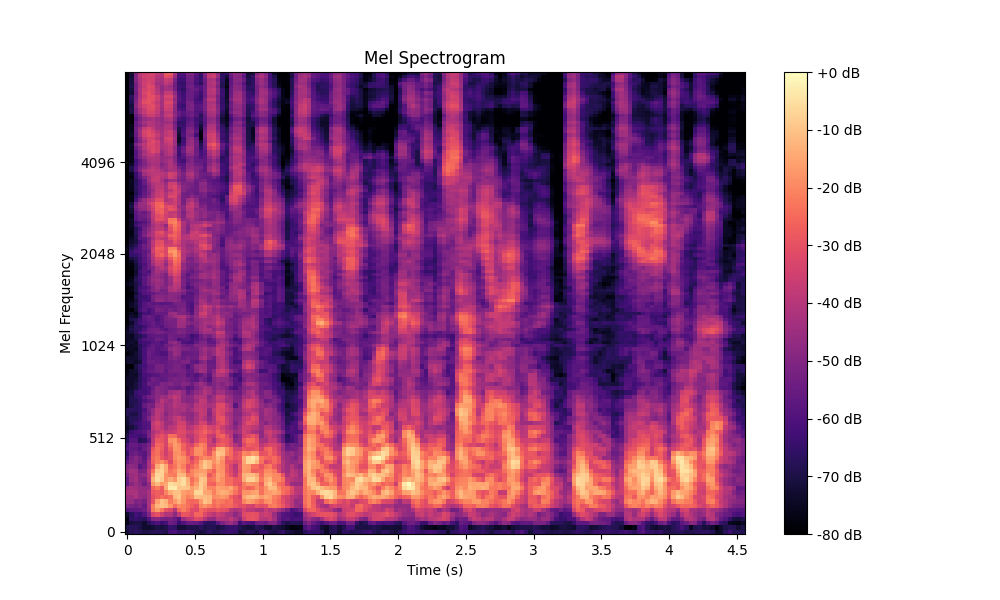 Mel Spectrogram
+0 dB
-10 dB
-20 dB
-30 dB
-40 dB
-50 dB
-60 dB
-70 dB
-80 dB
4096
2048
1024
512
0
Mel Frequency
0 0.5 1 1.5 2 2.5 3 3.5 4 4.5
Time (s)